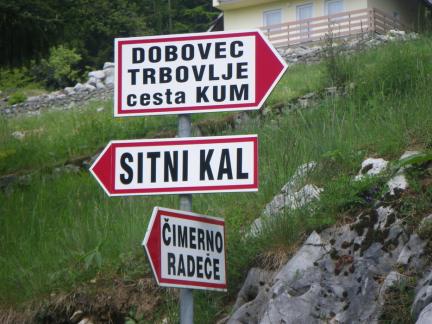 DOBOVEC
TRBOVLJE
cesta KUM
SITNI KAL
ČIMERNO
RADEČE